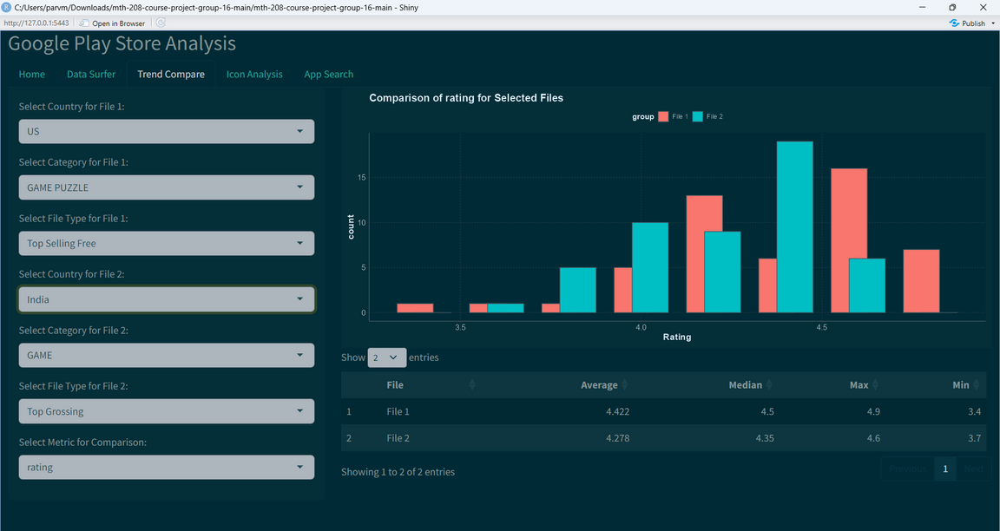 C:/Users/parvm/Downloads/mth-208-course-project-group-16-main/mth-208-course-project-group-16-main - Shiny
http://127.0.0.1:5443 Open in Browser Publish
Google Play Store Analysis
Home Data Surfer Trend Compare Icon Analysis App Search
Select Country for File 1:
US
Select Category for File 1:
GAME PUZZLE
Select File Type for File 1:
Top Selling Free
Select Country for File 2:
India
Select Category for File 2:
GAME
Select File Type for File 2:
Top Grossing
Select Metric for Comparison:
rating
Comparison of rating for Selected Files
group File 1 File 2
count
15
10
5
0
3.5 4.0 4.5
Rating
Show 2 entries
File Average Median Max Min
1 File 1 4.422 4.5 4.9 3.4
2 File 2 4.278 4.35 4.6 3.7
Showing 1 to 2 of 2 entries
Previous 1 Next